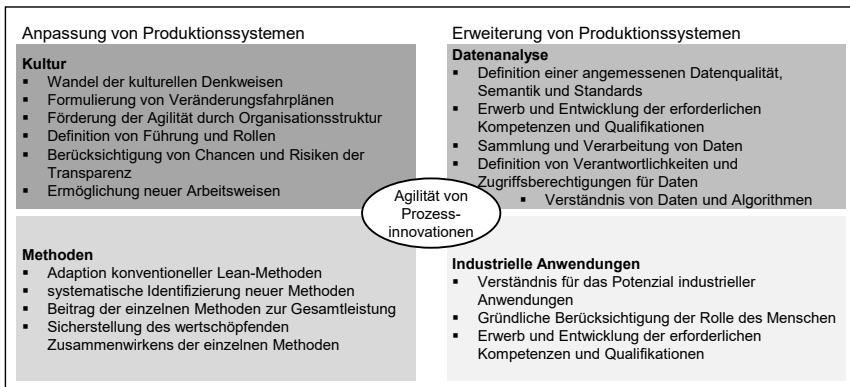 Anpassung von Produktionssystemen
Kultur
▪ Wandel der kulturellen Denkweisen
▪ Formulierung von Veränderungsfahrplänen
▪ Förderung der Agilität durch Organisationsstruktur
▪ Definition von Führung und Rollen
▪ Berücksichtigung von Chancen und Risiken der
Transparenz
▪ Ermöglichung neuer Arbeitsweisen
Erweiterung von Produktionssystemen
Datenanalyse
▪ Definition einer angemessenen Datenqualität,
Semantik und Standards
▪ Erwerb und Entwicklung der erforderlichen
Kompetenzen und Qualifikationen
▪ Sammlung und Verarbeitung von Daten
▪ Definition von Verantwortlichkeiten und
Zugriffsberechtigungen für Daten
▪ Verständnis von Daten und Algorithmen
Agilität von
Prozess-
innovationen
Methoden
▪ Adaption konventioneller Lean-Methoden
▪ systematische Identifizierung neuer Methoden
▪ Beitrag der einzelnen Methoden zur Gesamtleistung
▪ Sicherstellung des wertschöpfenden
Zusammenwirkens der einzelnen Methoden
Industrielle Anwendungen
▪ Verständnis für das Potenzial industrieller
Anwendungen
▪ Gründliche Berücksichtigung der Rolle des Menschen
▪ Erwerb und Entwicklung der erforderlichen
Kompetenzen und Qualifikationen